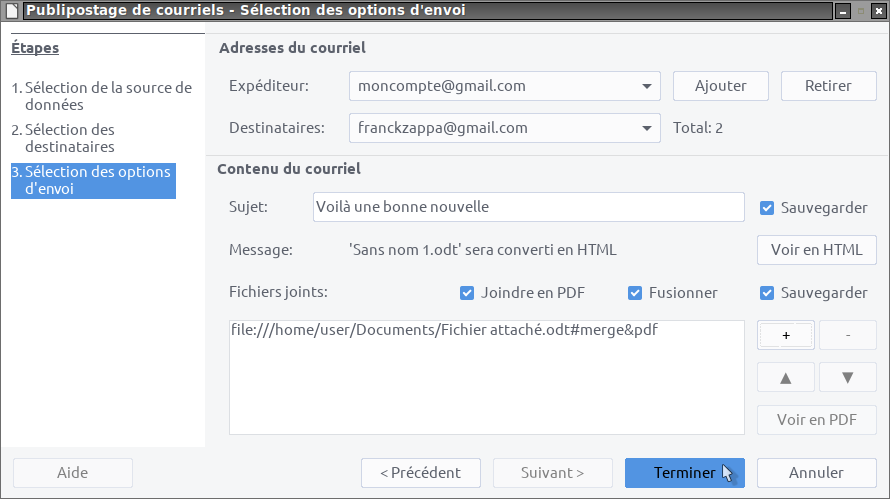 Publipostage de courriels - Sélection des options d'envoi
Étapes
1. Sélection de la source de
données
2. Sélection des
destinataires
3. Sélection des options
d'envoi
Adresses du courriel
Expéditeur: moncompte@gmail.com Ajouter Retirer
Destinataires: franckzappa@gmail.com Total: 2
Contenu du courriel
Sujet: Voilà une bonne nouvelle Sauvegarder
Message: 'Sans nom 1.odt' sera converti en HTML Voir en HTML
Fichiers joints: Joindre en PDF Fusionner Sauvegarder
file:///home/user/Documents/Fichier attaché.odt#merge&pdf + -
▲ ▼
Voir en PDF
Aide < Précédent Suivant > Terminer Annuler